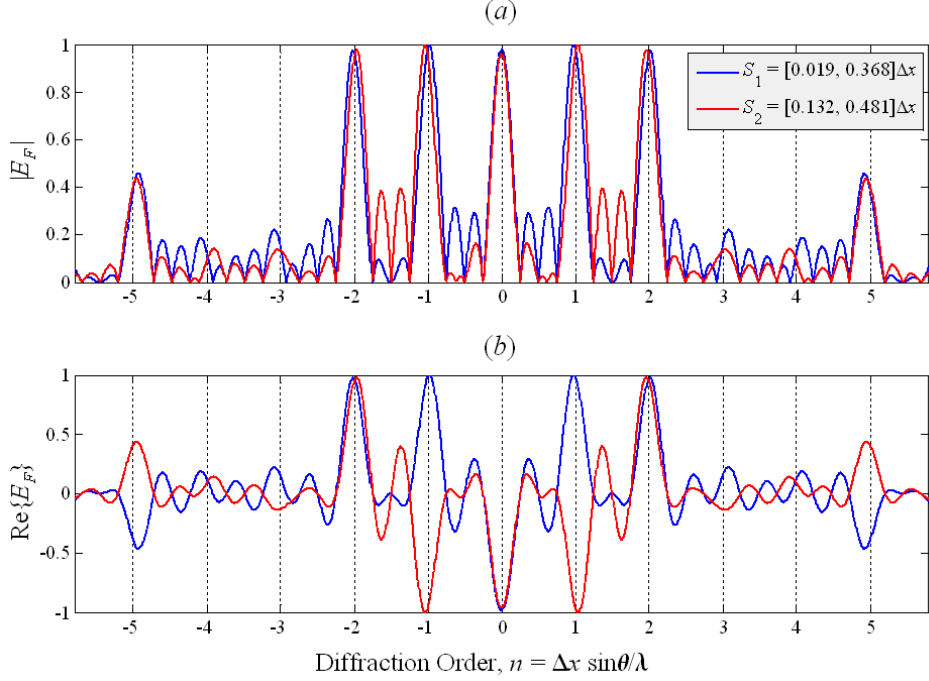 (a)
1
0.8
0.6
0.4
0.2
0
|E_F|
S_1 = [0.019, 0.368]Δx
S_2 = [0.132, 0.481]Δx
-5 -4 -3 -2 -1 0 1 2 3 4 5
(b)
1
0.5
0
-0.5
-1
Re{E_F}
-5 -4 -3 -2 -1 0 1 2 3 4 5
Diffraction Order, n = Δx sinθ/λ